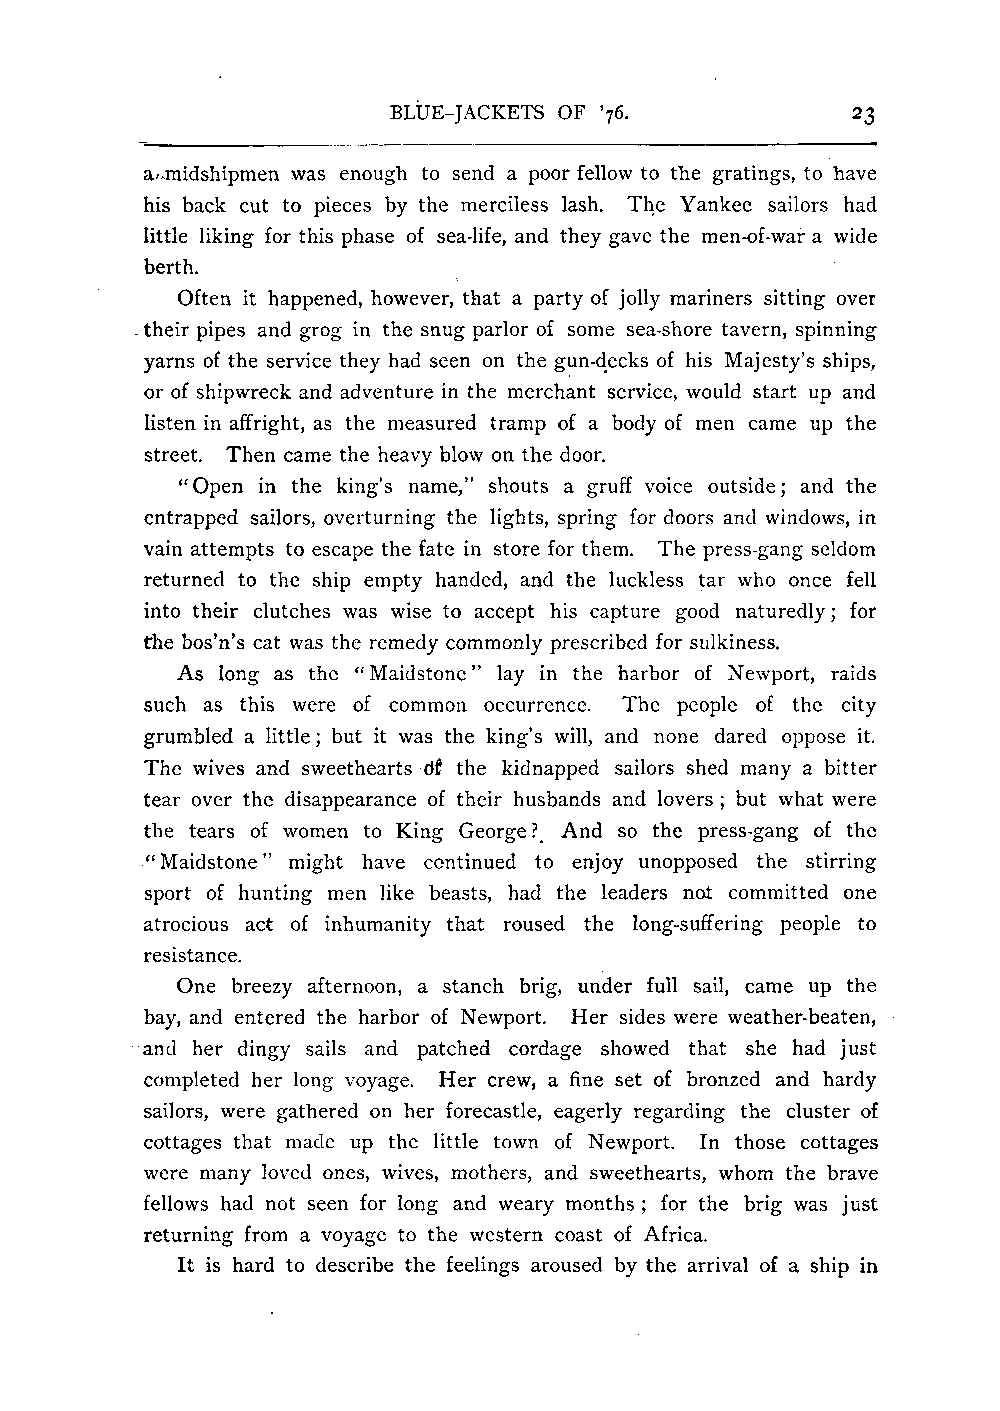 BLUE-JACKETS OF '76. 23
a midshipmen was enough to send a poor fellow to the gratings, to have
his back cut to pieces by the merciless lash. The Yankee sailors had
little liking for this phase of sea-life, and they gave the men-of-war a wide
berth.
Often it happened, however, that a party of jolly mariners sitting over
their pipes and grog in the snug parlor of some sea-shore tavern, spinning
yarns of the service they had seen on the gun-decks of his Majesty's ships,
or of shipwreck and adventure in the merchant service, would start up and
listen in affright, as the measured tramp of a body of men came up the
street. Then came the heavy blow on the door.
"Open in the king's name," shouts a gruff voice outside; and the
entrapped sailors, overturning the lights, spring for doors and windows, in
vain attempts to escape the fate in store for them. The press-gang seldom
returned to the ship empty handed, and the luckless tar who once fell
into their clutches was wise to accept his capture good naturedly; for
the bos'n's cat was the remedy commonly prescribed for sulkiness.
As long as the "Maidstone" lay in the harbor of Newport, raids
such as this were of common occurrence. The people of the city
grumbled a little; but it was the king's will, and none dared oppose it.
The wives and sweethearts of the kidnapped sailors shed many a bitter
tear over the disappearance of their husbands and lovers; but what were
the tears of women to King George? And so the press-gang of the
"Maidstone" might have continued to enjoy unopposed the stirring
sport of hunting men like beasts, had the leaders not committed one
atrocious act of inhumanity that roused the long-suffering people to
resistance.
One breezy afternoon, a stanch brig, under full sail, came up the
bay, and entered the harbor of Newport. Her sides were weather-beaten,
and her dingy sails and patched cordage showed that she had just
completed her long voyage. Her crew, a fine set of bronzed and hardy
sailors, were gathered on her forecastle, eagerly regarding the cluster of
cottages that made up the little town of Newport. In those cottages
were many loved ones, wives, mothers, and sweethearts, whom the brave
fellows had not seen for long and weary months; for the brig was just
returning from a voyage to the western coast of Africa.
It is hard to describe the feelings aroused by the arrival of a ship in